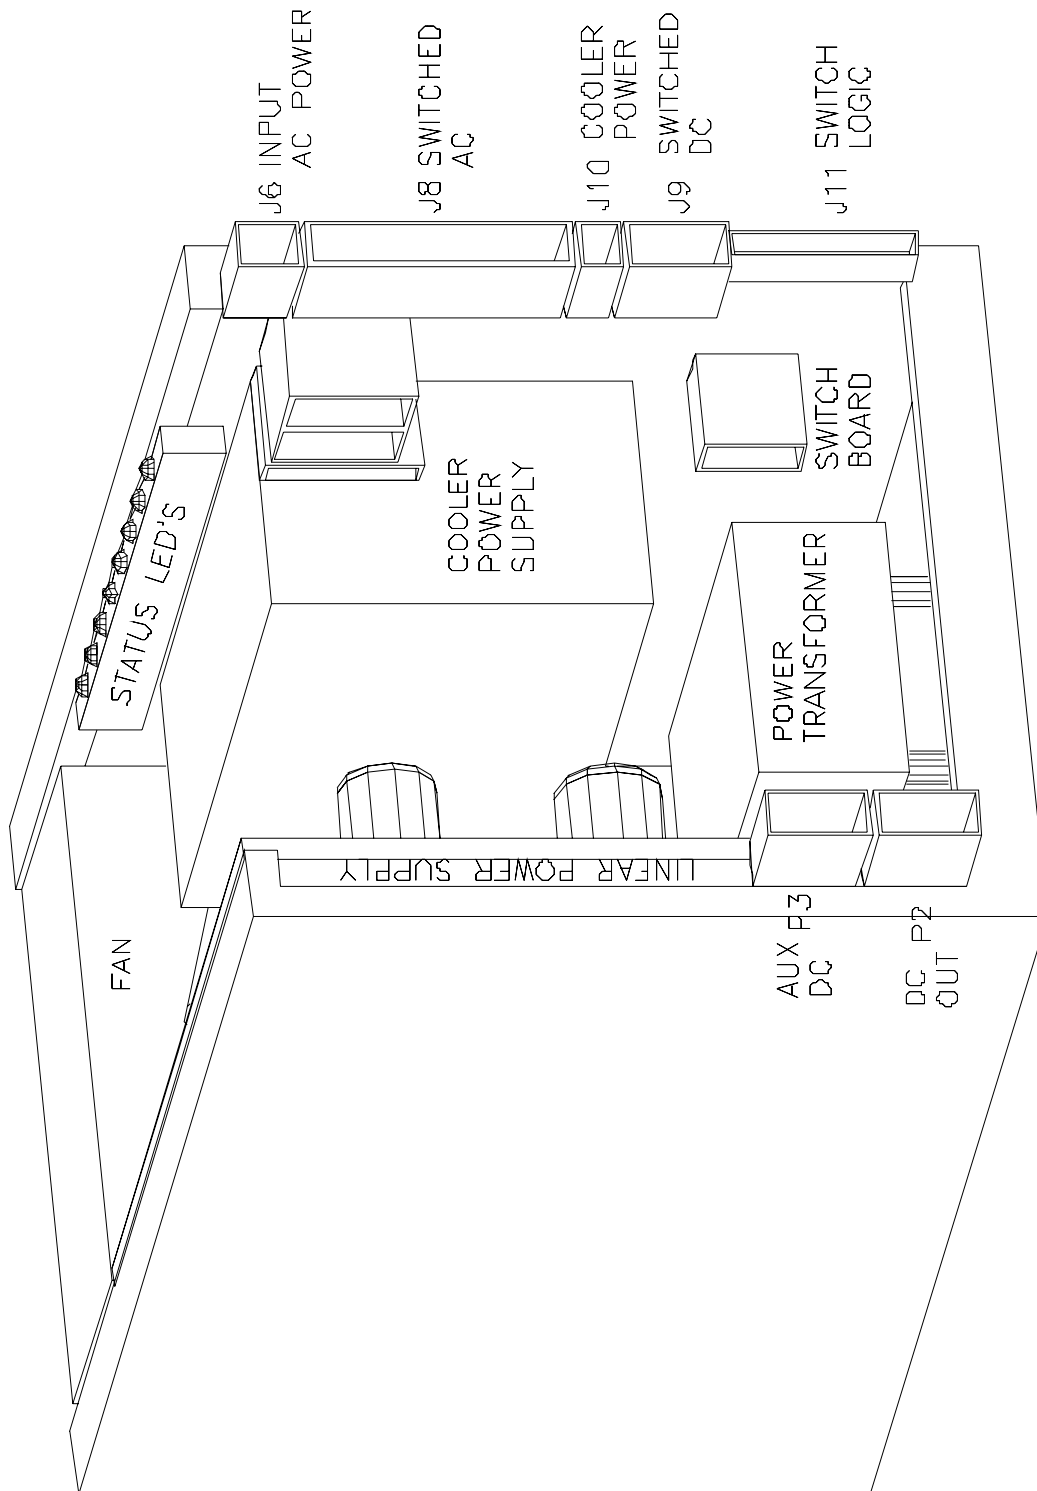 J6 INPUT
AC POWER
J8 SWITCHED
AC
J10 COOLER
POWER
J9 SWITCHED
DC
J11 SWITCH
LOGIC
STATUS LED'S
COOLER
POWER
SUPPLY
SWITCH
BOARD
POWER
TRANSFORMER
LINEAR POWER SUPPLY
FAN
P3
AUX
DC
P2
DC
OUT